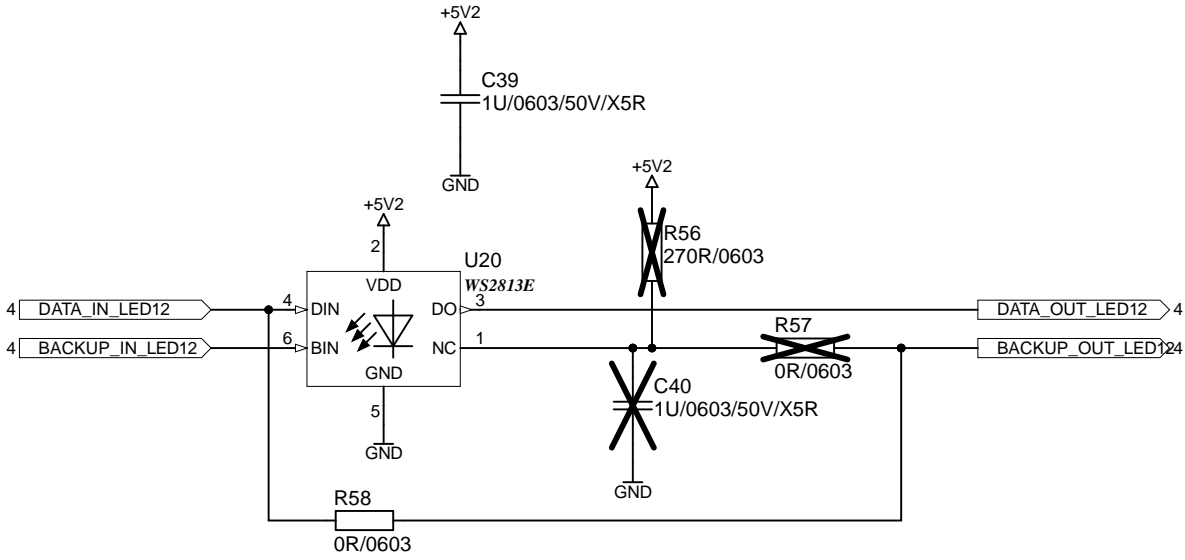 +5V2
C39
1U/0603/50V/X5R
GND
+5V2
+5V2
R56
270R/0603
2
U20
WS2813E
VDD
4 DATA_IN_LED12 4 DIN DO 3 DATA_OUT_LED12 4
R57
4 BACKUP_IN_LED12 6 BIN NC 1 BACKUP_OUT_LED12 4
0R/0603
GND
C40
1U/0603/50V/X5R
5
GND
GND
R58
0R/0603